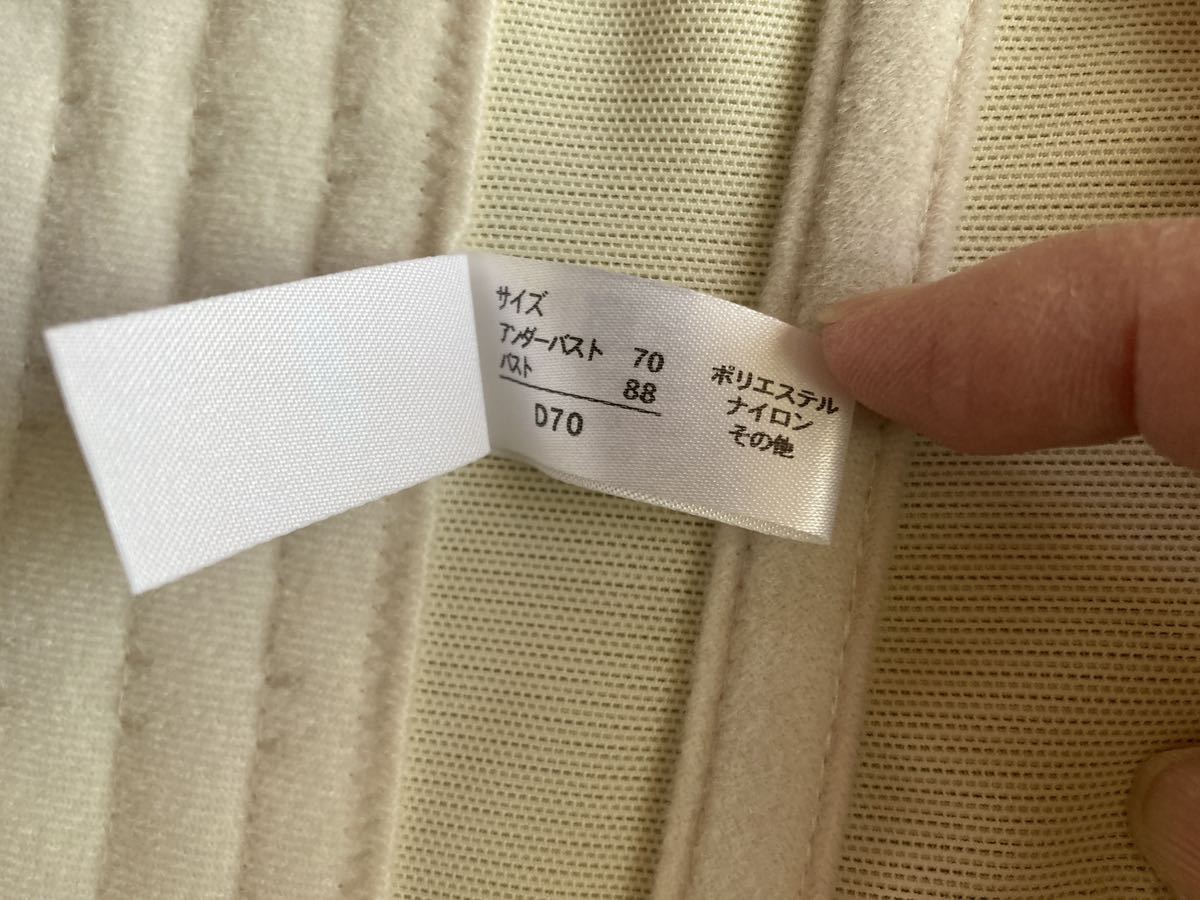 サイズ
アンダーバスト 70
バスト 88
D70
ポリエステル
ナイロン
その他